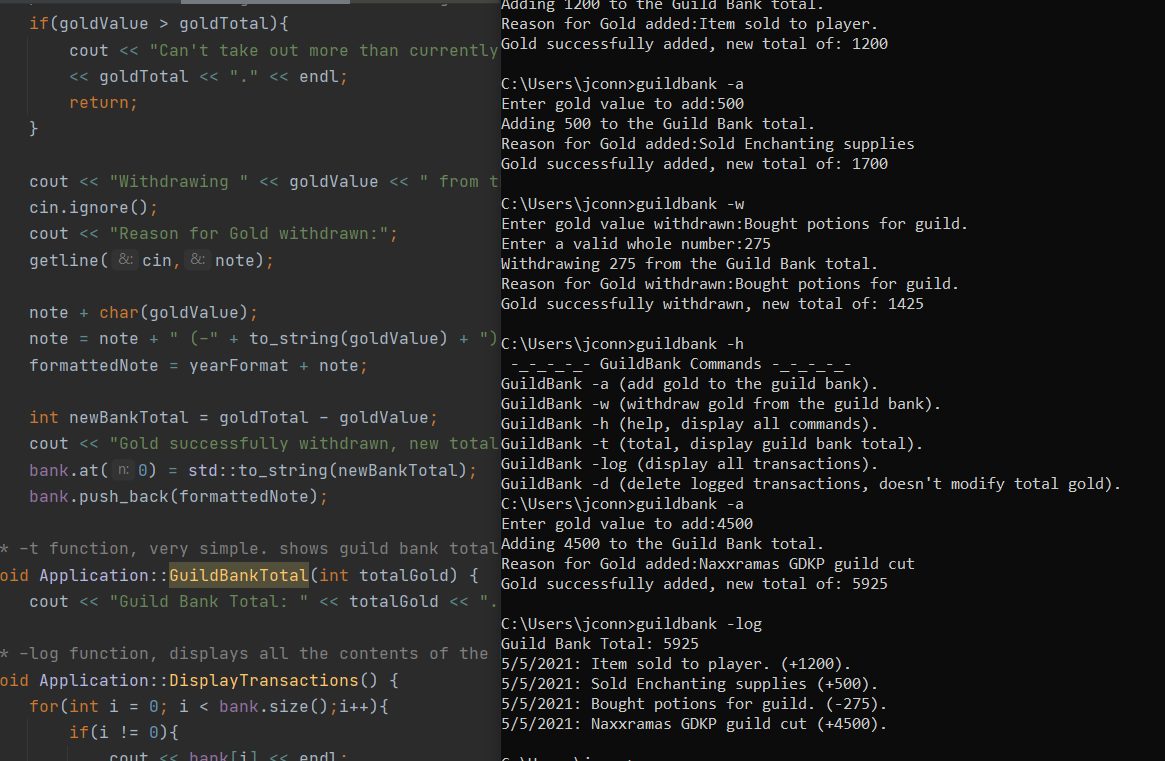 if(goldValue > goldTotal){
cout << "Can't take out more than currently
<< goldTotal << "." << endl;
return;
}
cout << "Withdrawing " << goldValue << " from t
cin.ignore();
cout << "Reason for Gold withdrawn:";
getline( &: cin, &: note);
note + char(goldValue);
note = note + " (-" + to_string(goldValue) + ")
formattedNote = yearFormat + note;
int newBankTotal = goldTotal - goldValue;
cout << "Gold successfully withdrawn, new total
bank.at( n: 0) = std::to_string(newBankTotal);
bank.push_back(formattedNote);
* -t function, very simple. shows guild bank total
oid Application::GuildBankTotal(int totalGold) {
cout << "Guild Bank Total: " << totalGold << ".
* -log function, displays all the contents of the
oid Application::DisplayTransactions() {
for(int i = 0; i < bank.size();i++){
if(i != 0){
cout << bank[i] << endl;
Adding 1200 to the Guild Bank total.
Reason for Gold added:Item sold to player.
Gold successfully added, new total of: 1200
C:\Users\jconn>guildbank -a
Enter gold value to add:500
Adding 500 to the Guild Bank total.
Reason for Gold added:Sold Enchanting supplies
Gold successfully added, new total of: 1700
C:\Users\jconn>guildbank -w
Enter gold value withdrawn:Bought potions for guild.
Enter a valid whole number:275
Withdrawing 275 from the Guild Bank total.
Reason for Gold withdrawn:Bought potions for guild.
Gold successfully withdrawn, new total of: 1425
C:\Users\jconn>guildbank -h
-_-_-_-_- GuildBank Commands -_-_-_-_-
GuildBank -a (add gold to the guild bank).
GuildBank -w (withdraw gold from the guild bank).
GuildBank -h (help, display all commands).
GuildBank -t (total, display guild bank total).
GuildBank -log (display all transactions).
GuildBank -d (delete logged transactions, doesn't modify total gold).
C:\Users\jconn>guildbank -a
Enter gold value to add:4500
Adding 4500 to the Guild Bank total.
Reason for Gold added:Naxxramas GDKP guild cut
Gold successfully added, new total of: 5925
C:\Users\jconn>guildbank -log
Guild Bank Total: 5925
5/5/2021: Item sold to player. (+1200).
5/5/2021: Sold Enchanting supplies (+500).
5/5/2021: Bought potions for guild. (-275).
5/5/2021: Naxxramas GDKP guild cut (+4500).